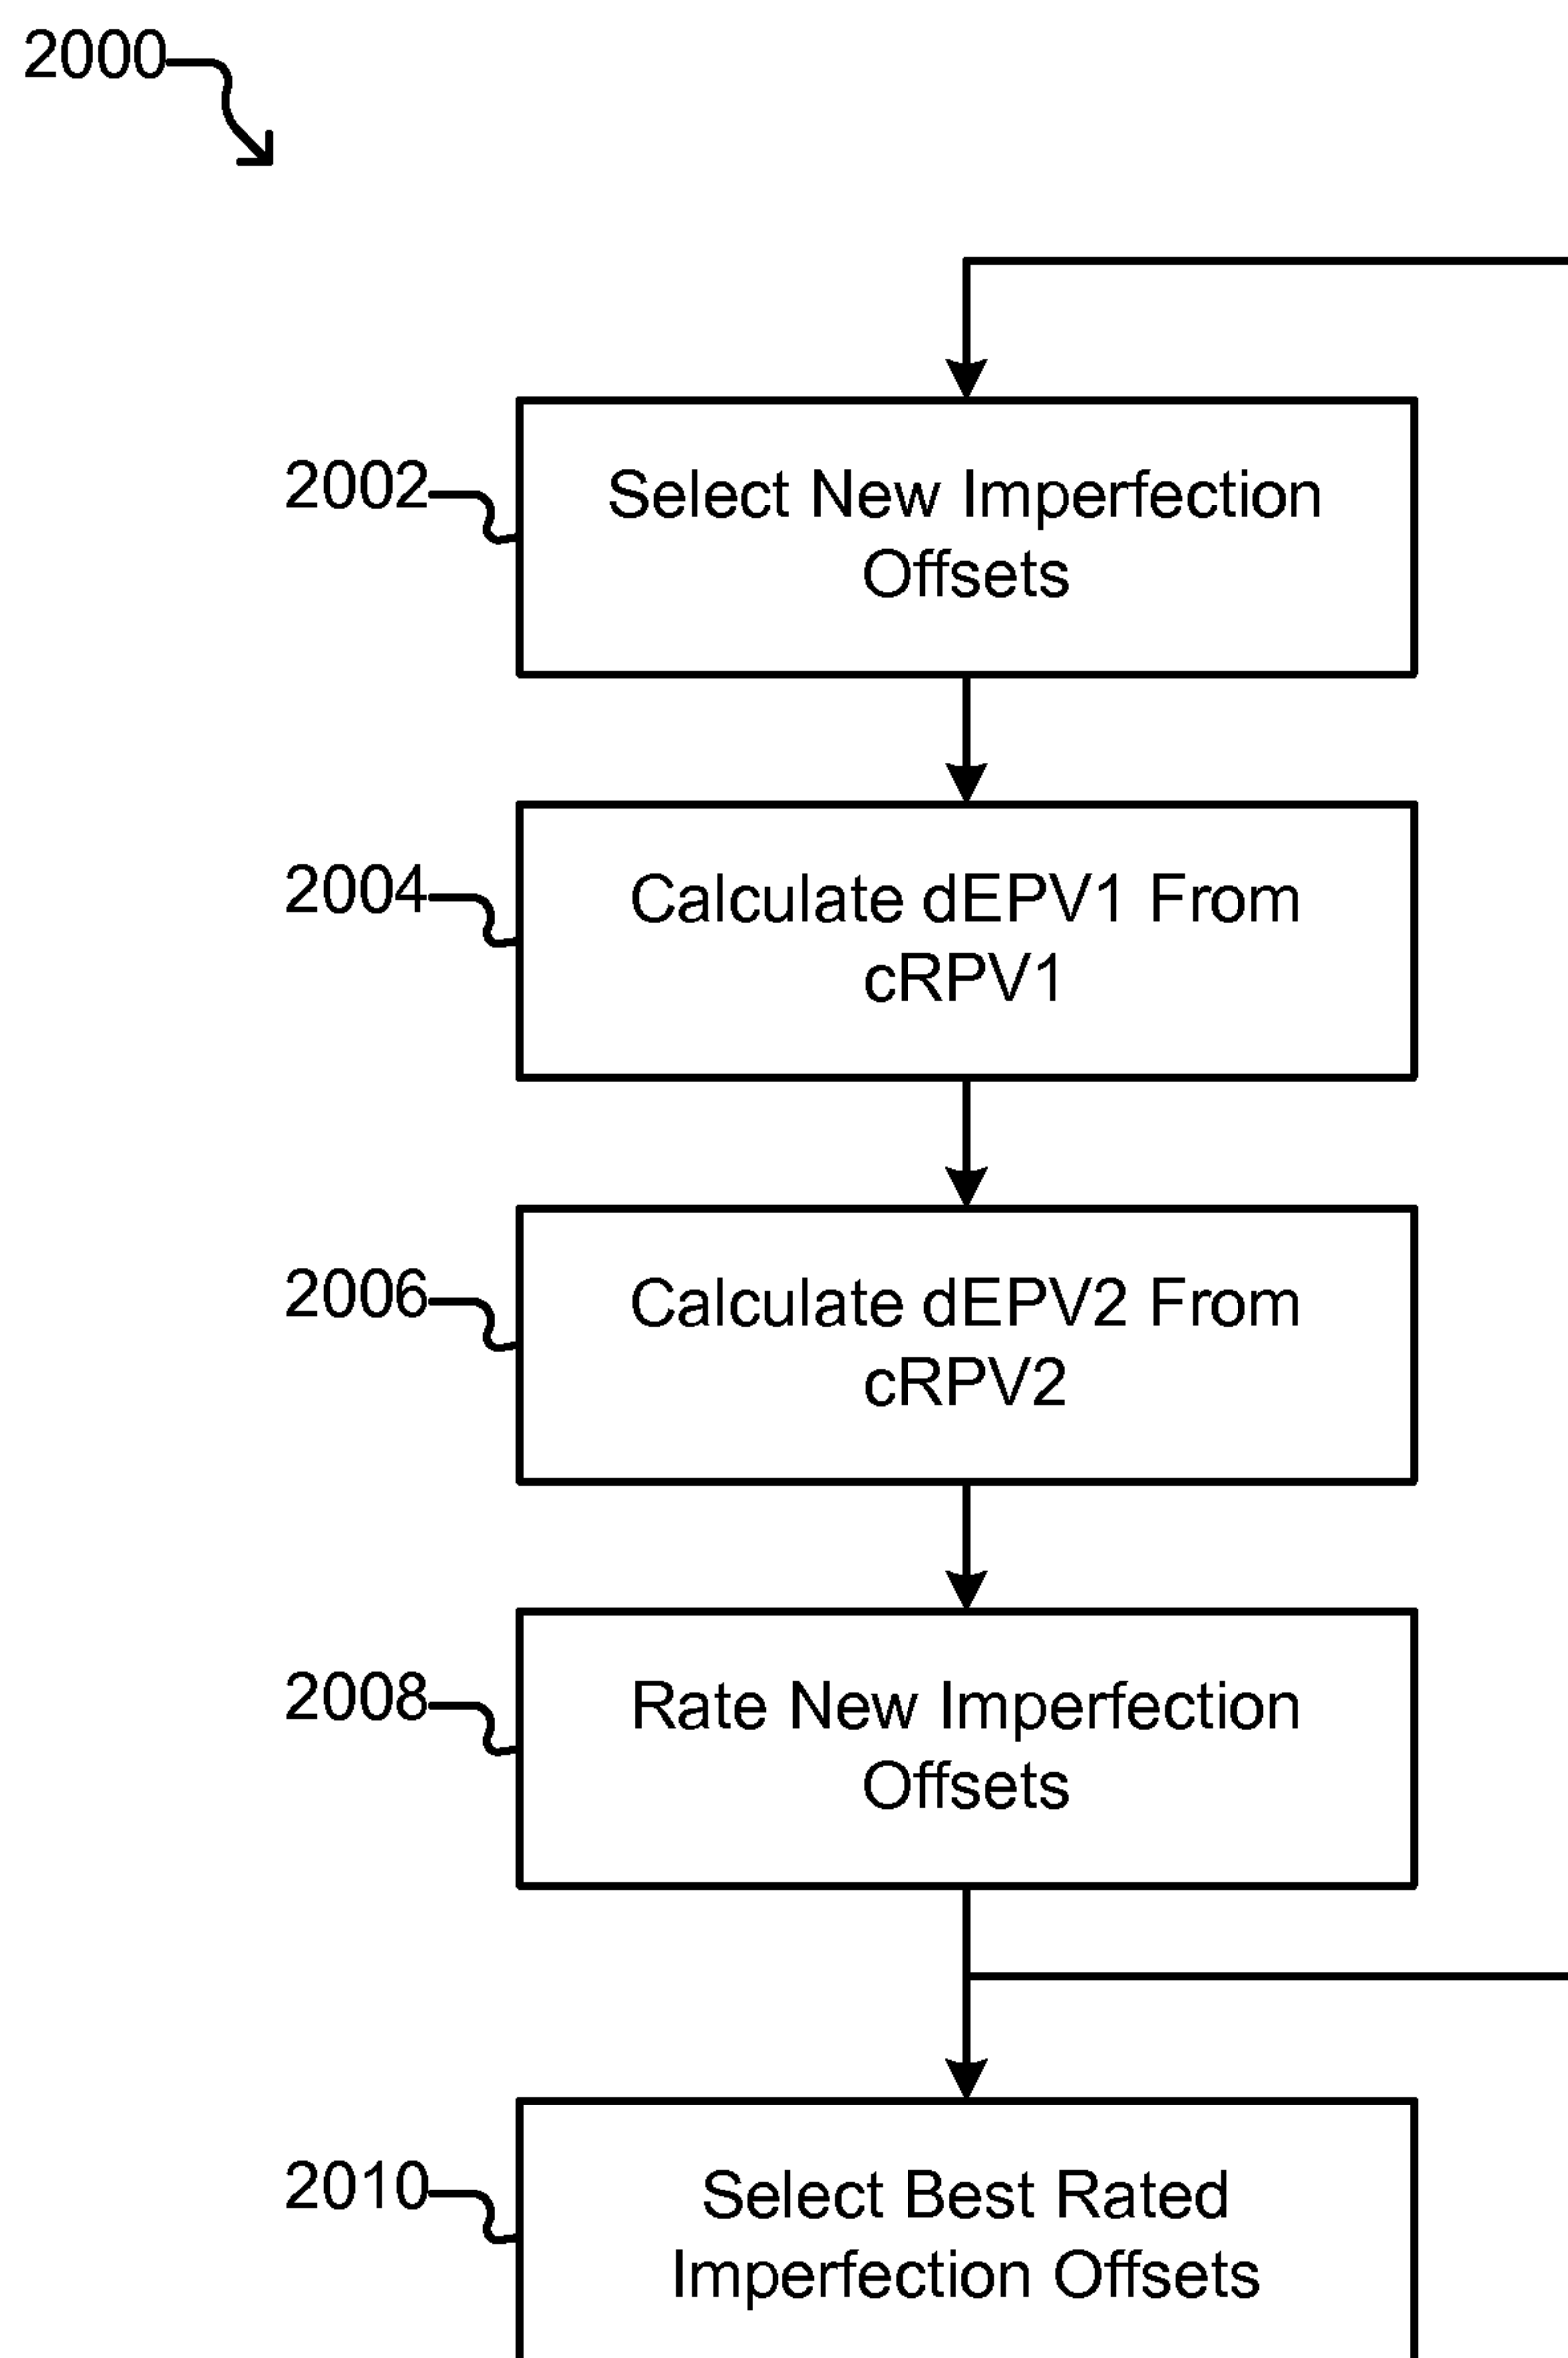 2000
2002
Select New Imperfection
Offsets
2004
Calculate dEPV1 From
cRPV1
2006
Calculate dEPV2 From
cRPV2
2008
Rate New Imperfection
Offsets
2010
Select Best Rated
Imperfection Offsets